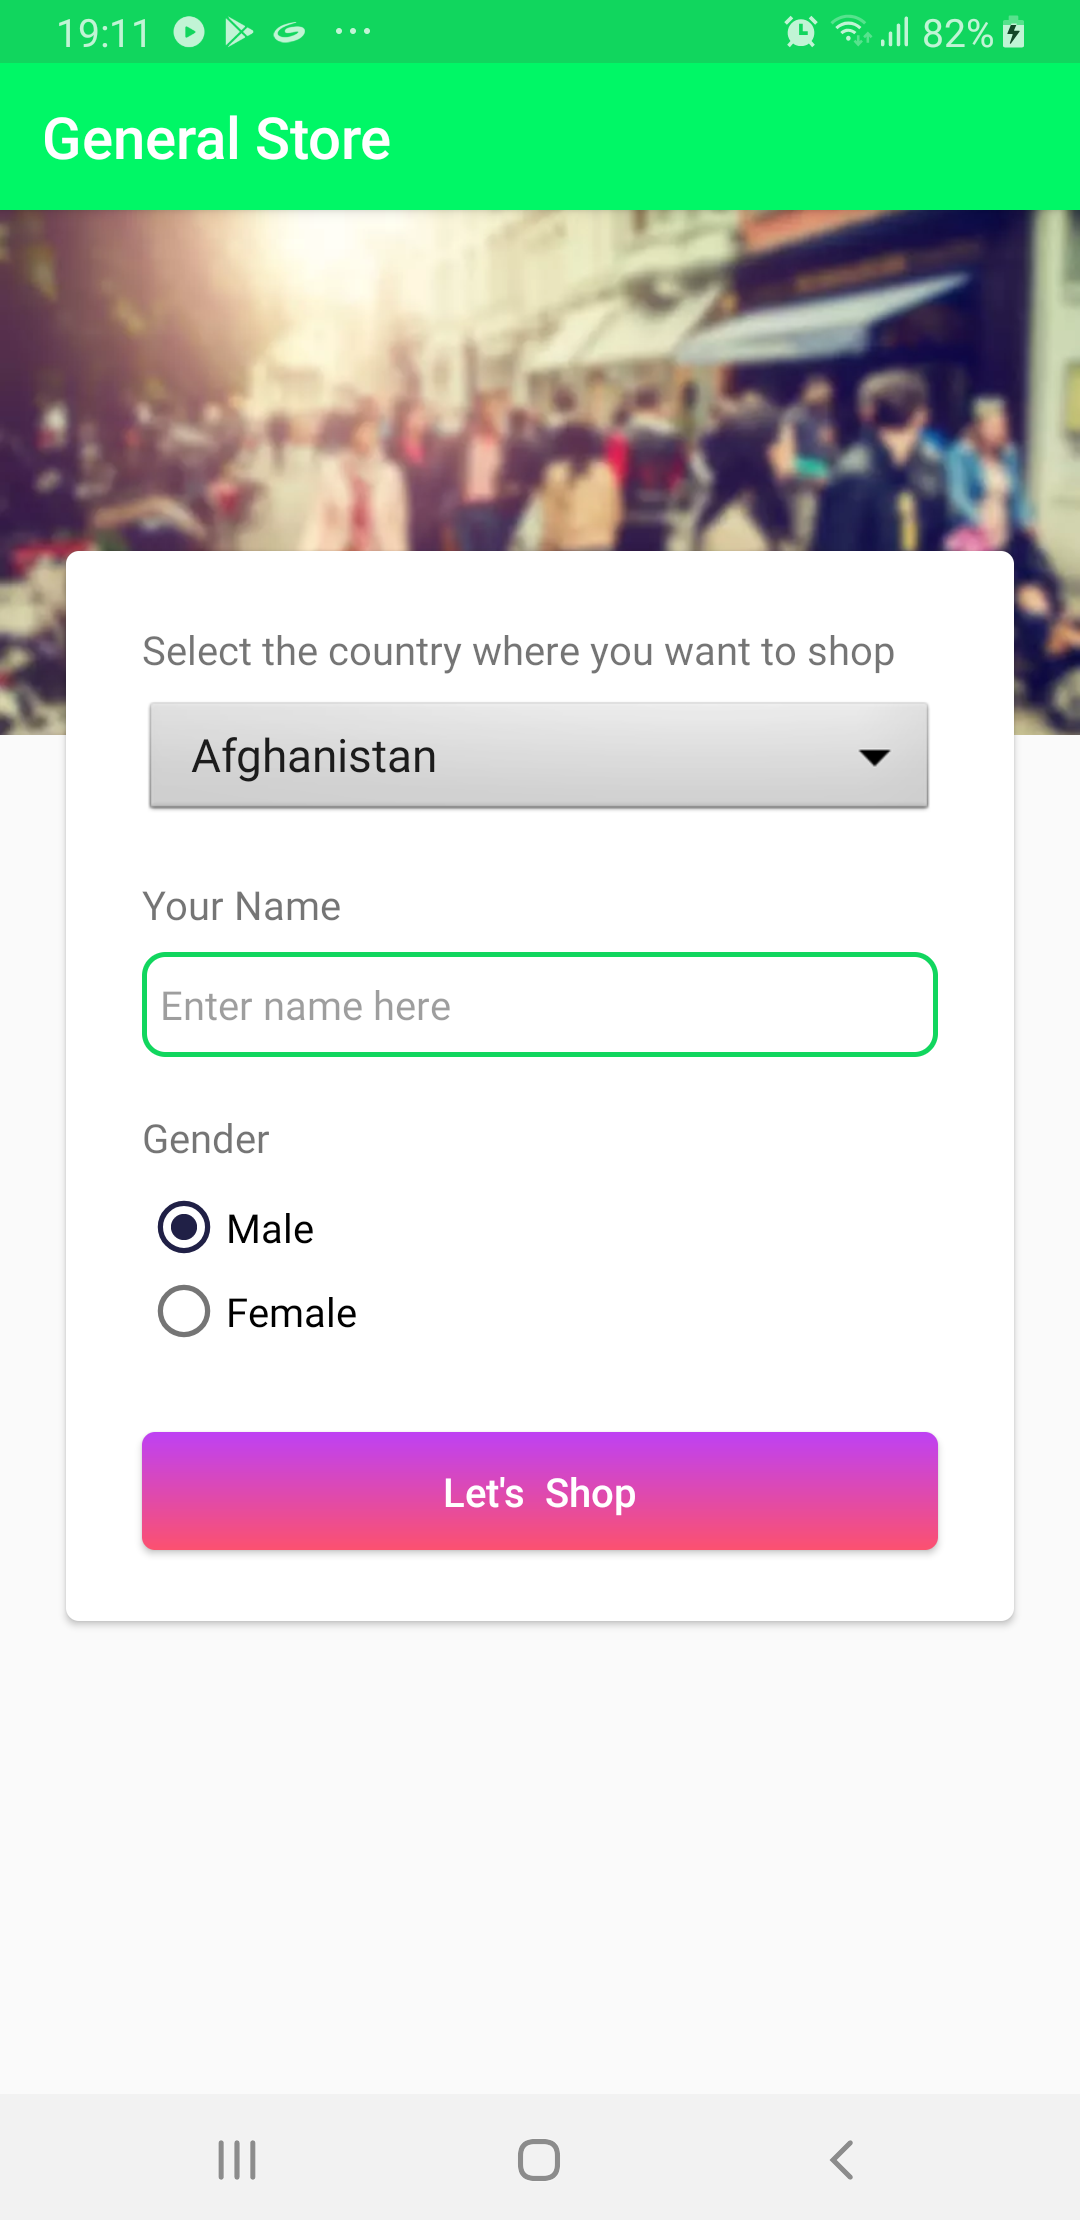 19:11 82%
General Store
Select the country where you want to shop
Afghanistan
Your Name
Enter name here
Gender
Male
Female
Let's Shop